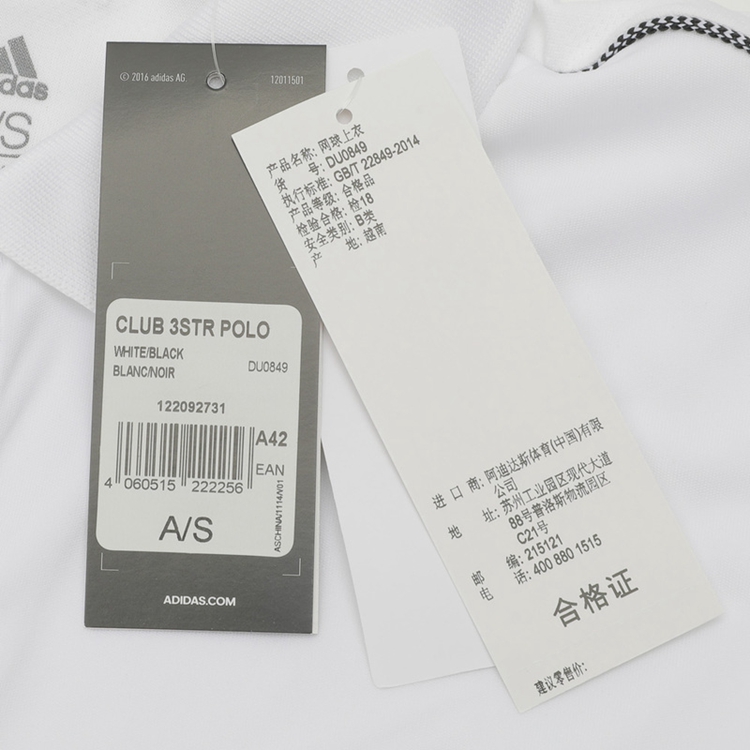 adidas
A/S
© 2016 adidas AG
12011501
CLUB 3STR POLO
WHITE/BLACK
BLANC/NOIR
DU0849
122092731
A42
EAN
4 060515 222256
A/S
ASCHINA/1114/V01
ADIDAS.COM
产品名称: 网球上衣
货 号: DU0849
执行标准: GB/T 22849-2014
产品等级: 合格品
检验合格: 检18
安全类别: B类
产 地: 越南
进 口 商: 阿迪达斯体育(中国)有限
公司
地 址: 苏州工业园区现代大道
88号普洛斯物流园区
C21号
邮 编: 215121
电 话: 400 880 1515
合格证
建议零售价: